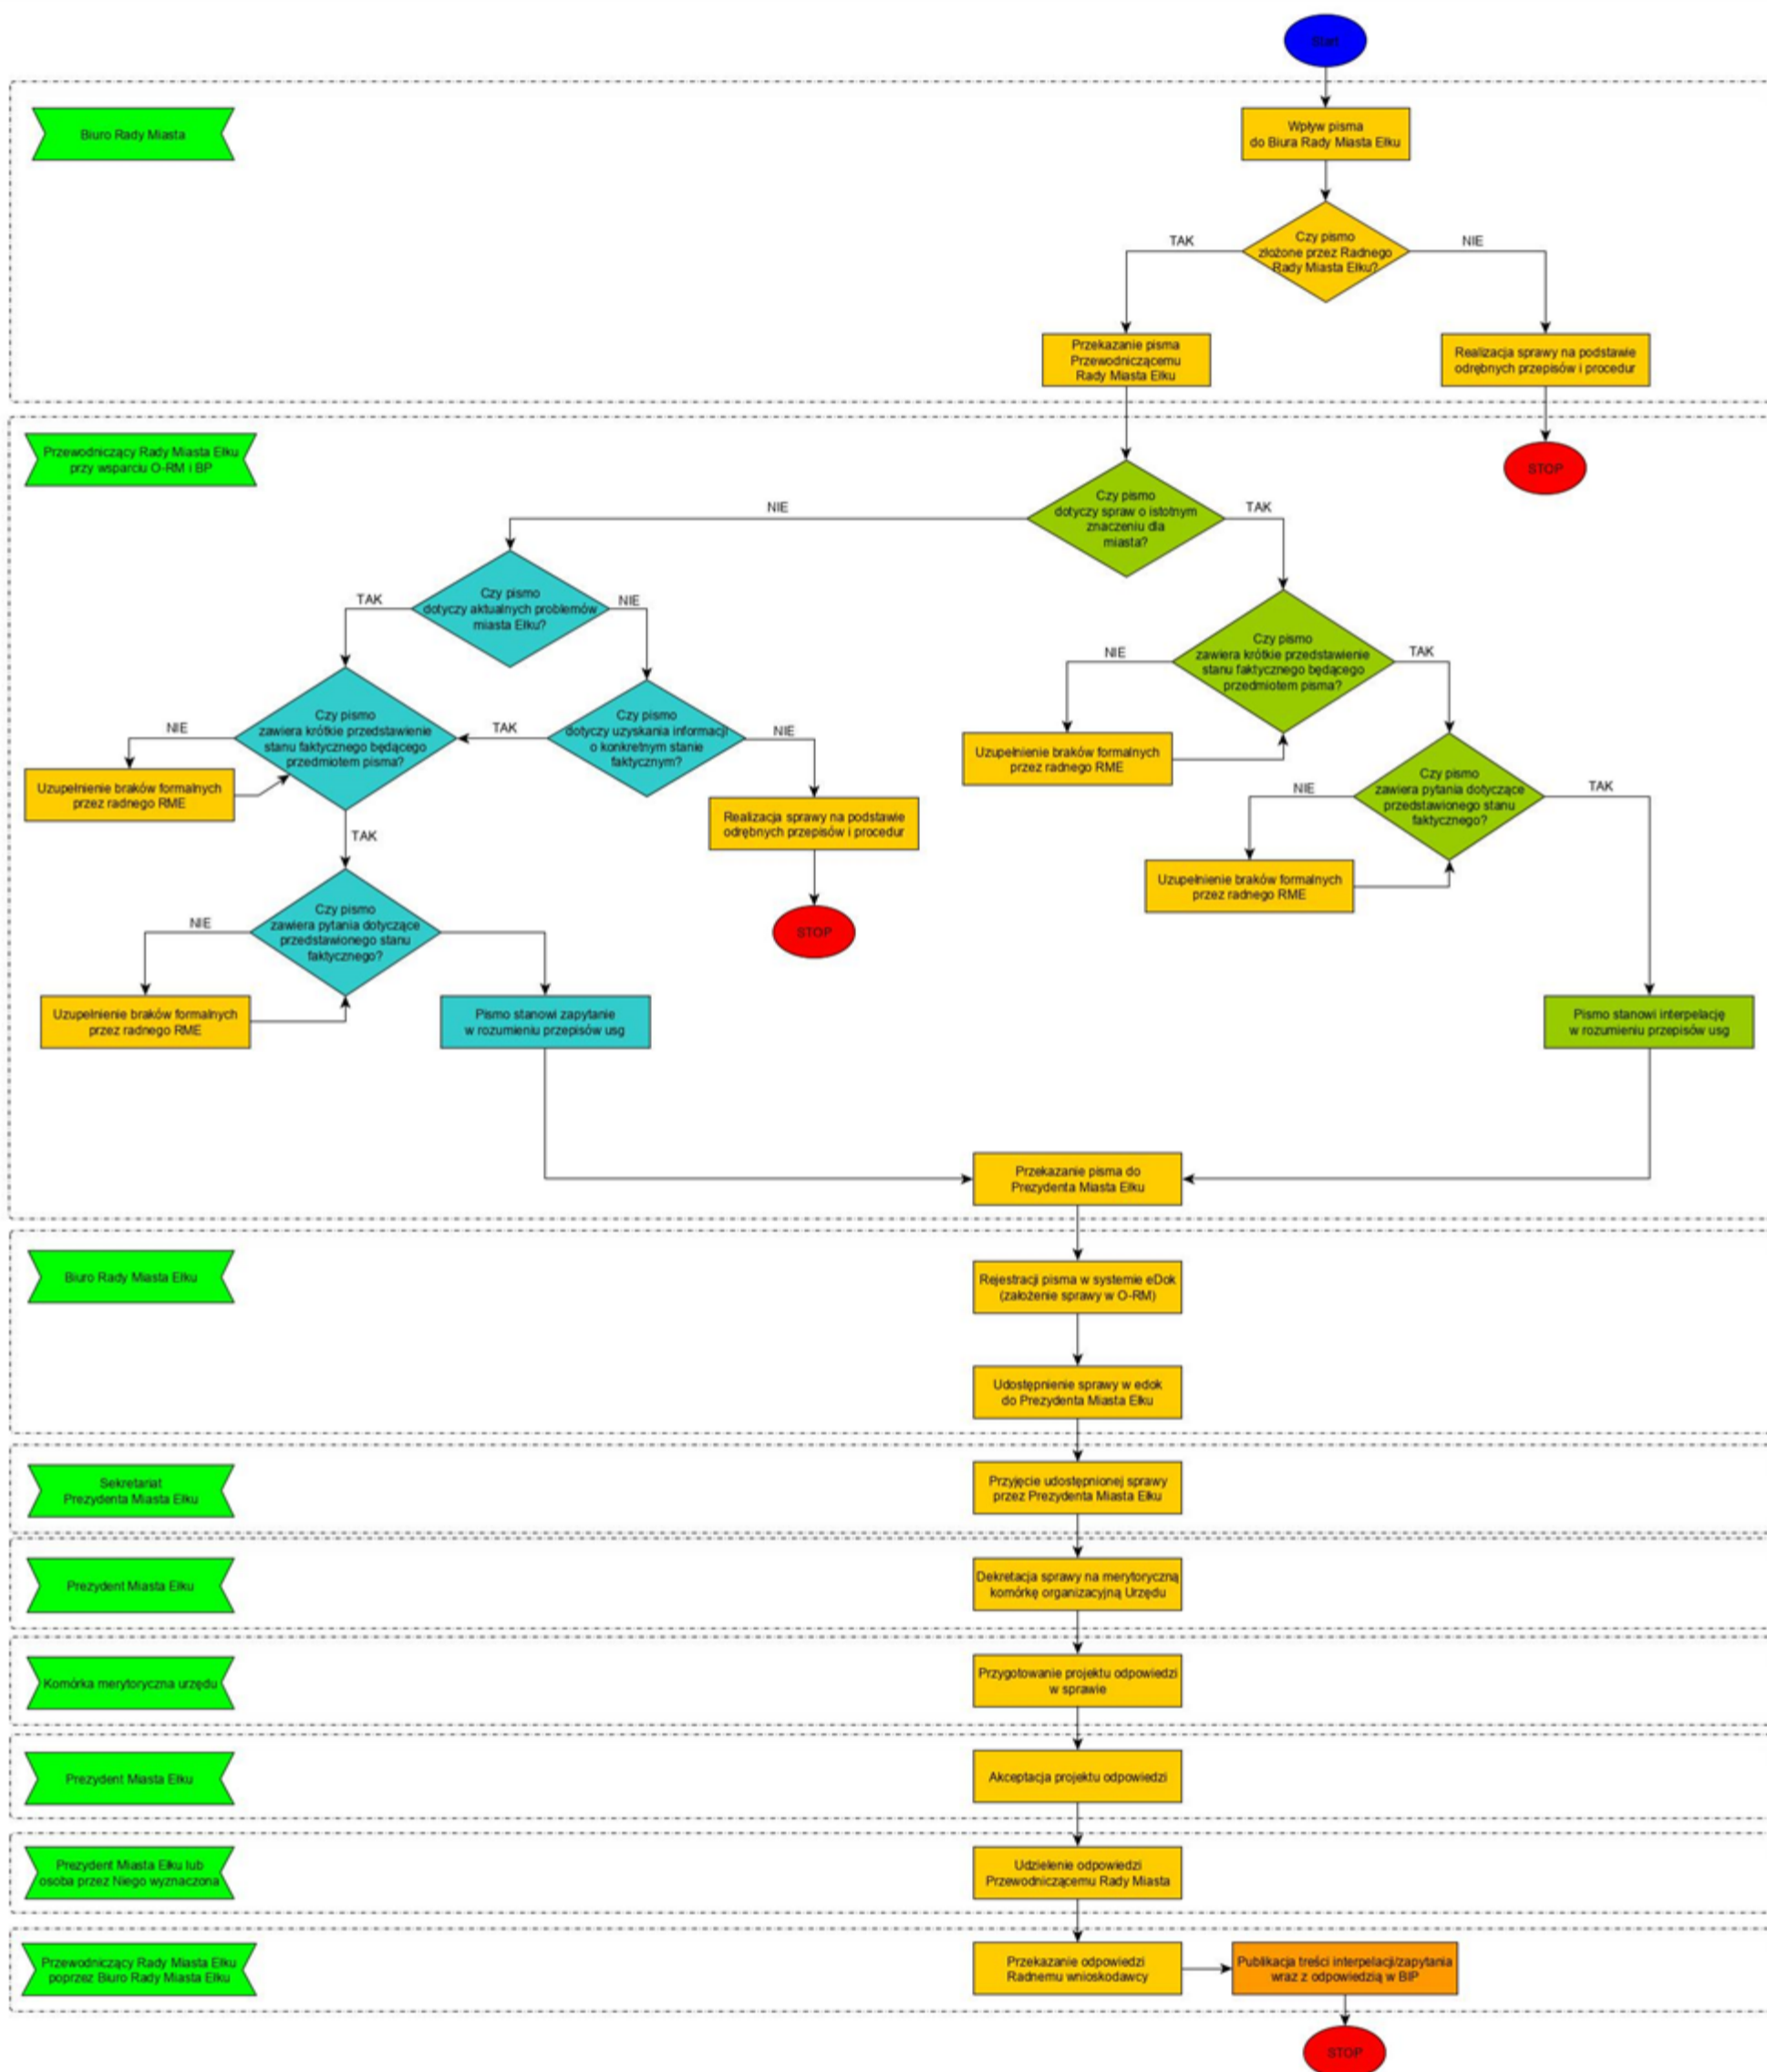 Start
Biuro Rady Miasta
Wpływ pisma
do Biura Rady Miasta Ełku
Czy pismo
złożone przez Radnego
Rady Miasta Ełku?
TAK
NIE
Przekazanie pisma
Przewodniczącemu
Rady Miasta Ełku
Realizacja sprawy na podstawie
odrębnych przepisów i procedur
STOP
Przewodniczący Rady Miasta Ełku
przy wsparciu O-RM i BP
Czy pismo
dotyczy spraw o istotnym
znaczeniu dla
miasta?
NIE
TAK
Czy pismo
dotyczy aktualnych problemów
miasta Ełku?
TAK
NIE
Czy pismo
zawiera krótkie przedstawienie
stanu faktycznego będącego
przedmiotem pisma?
NIE
TAK
Czy pismo
zawiera krótkie przedstawienie
stanu faktycznego będącego
przedmiotem pisma?
NIE
TAK
Czy pismo
dotyczy uzyskania informacji
o konkretnym stanie
faktycznym?
TAK
NIE
Uzupełnienie braków formalnych
przez radnego RME
Uzupełnienie braków formalnych
przez radnego RME
Realizacja sprawy na podstawie
odrębnych przepisów i procedur
STOP
Czy pismo
zawiera pytania dotyczące
przedstawionego stanu
faktycznego?
NIE
TAK
Uzupełnienie braków formalnych
przez radnego RME
Czy pismo
zawiera pytania dotyczące
przedstawionego stanu
faktycznego?
NIE
Uzupełnienie braków formalnych
przez radnego RME
Pismo stanowi zapytanie
w rozumieniu przepisów usg
Pismo stanowi interpelację
w rozumieniu przepisów usg
Przekazanie pisma do
Prezydenta Miasta Ełku
Biuro Rady Miasta Ełku
Rejestracji pisma w systemie eDok
(założenie sprawy w O-RM)
Udostępnienie sprawy w edok
do Prezydenta Miasta Ełku
Sekretariat
Prezydenta Miasta Ełku
Przyjęcie udostępnionej sprawy
przez Prezydenta Miasta Ełku
Prezydent Miasta Ełku
Dekretacja sprawy na merytoryczną
komórkę organizacyjną Urzędu
Komórka merytoryczna urzędu
Przygotowanie projektu odpowiedzi
w sprawie
Prezydent Miasta Ełku
Akceptacja projektu odpowiedzi
Prezydent Miasta Ełku lub
osoba przez Niego wyznaczona
Udzielenie odpowiedzi
Przewodniczącemu Rady Miasta
Przewodniczący Rady Miasta Ełku
poprzez Biuro Rady Miasta Ełku
Przekazanie odpowiedzi
Radnemu wnioskodawcy
Publikacja treści interpelacji/zapytania
wraz z odpowiedzią w BIP
STOP